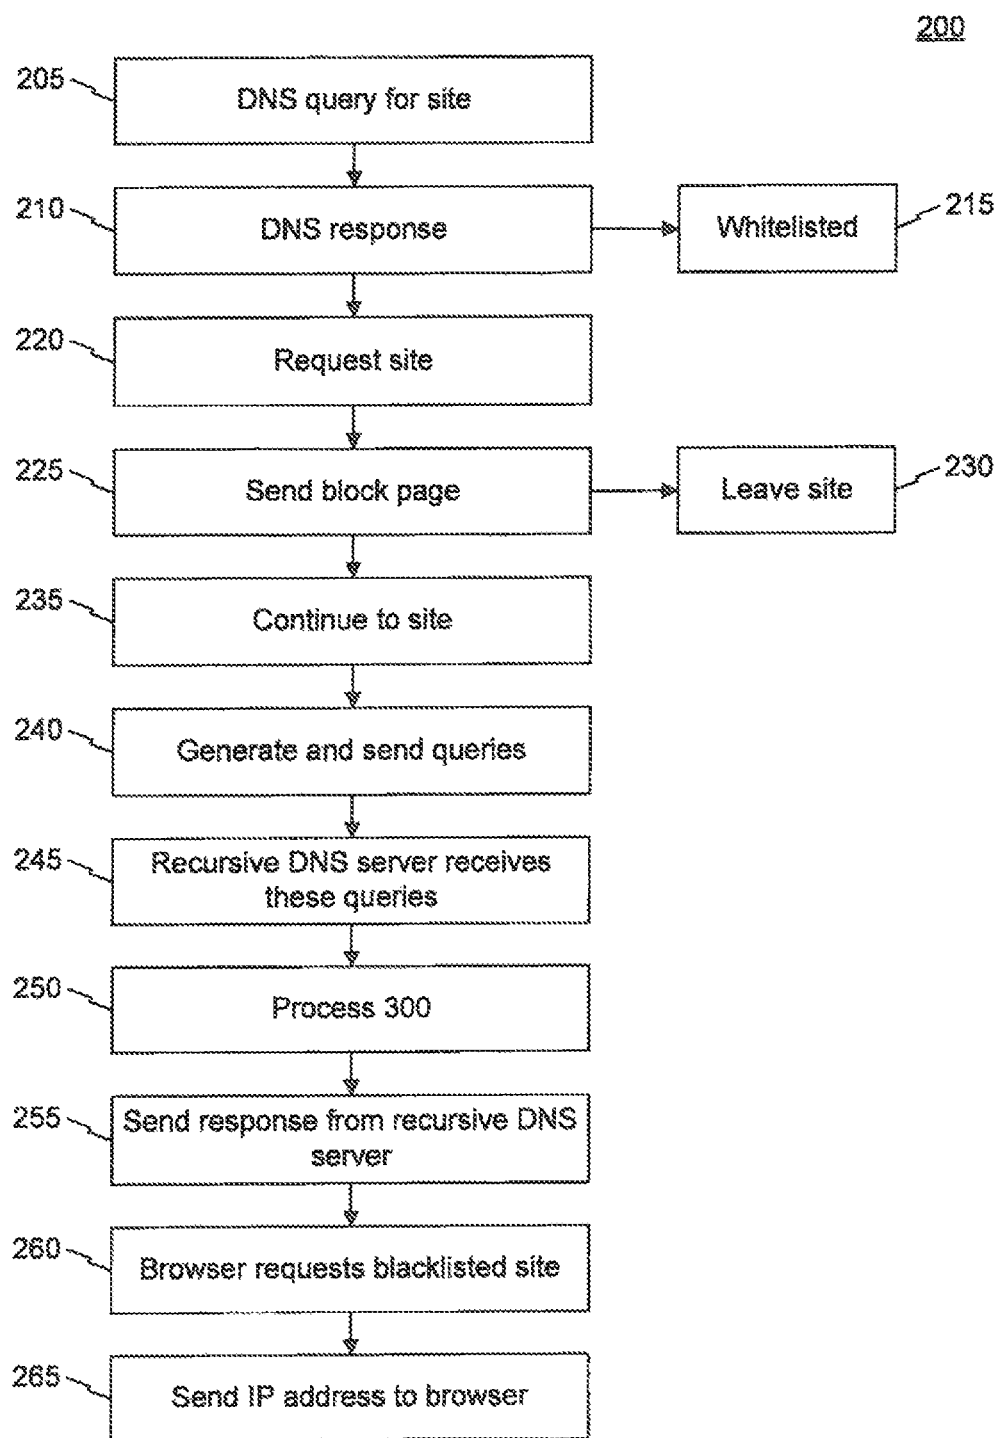 200
205
DNS query for site
210
DNS response
Whitelisted
215
220
Request site
225
Send block page
Leave site
230
235
Continue to site
240
Generate and send queries
245
Recursive DNS server receives
these queries
250
Process 300
255
Send response from recursive DNS
server
260
Browser requests blacklisted site
265
Send IP address to browser